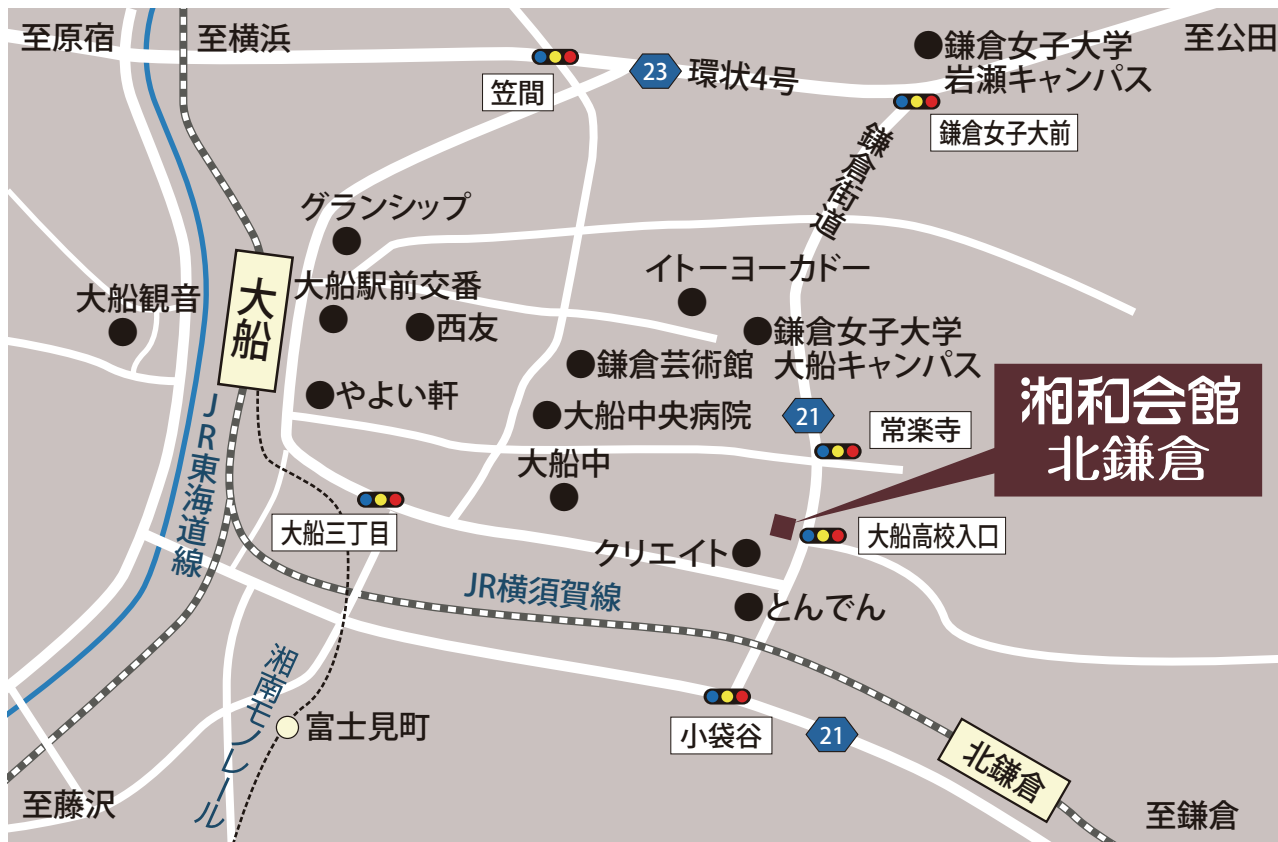 至原宿
至横浜
笠間
23
環状4号
鎌倉女子大学
岩瀬キャンパス
至公田
鎌倉女子大前
鎌倉街道
グランシップ
大船駅前交番
西友
大船観音
大船
やよい軒
イトーヨーカドー
鎌倉女子大学
大船キャンパス
鎌倉芸術館
大船中央病院
21
常楽寺
湘和会館
北鎌倉
大船中
JR東海道線
大船三丁目
クリエイト
大船高校入口
JR横須賀線
とんでん
湘南モノレール
富士見町
小袋谷
21
北鎌倉
至藤沢
至鎌倉